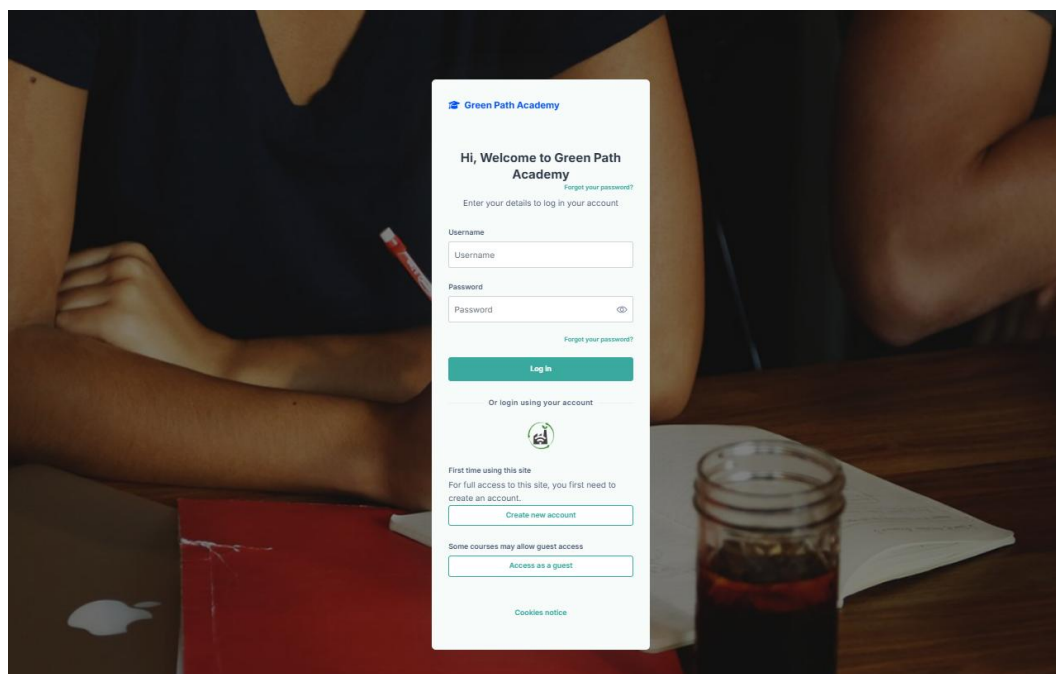 Green Path Academy
Hi, Welcome to Green Path
Academy
Forgot your password?
Enter your details to log in your account
Username
Username
Password
Password
Forgot your password?
Log In
Or login using your account
First time using this site
For full access to this site, you first need to
create an account.
Create new account
Some courses may allow guest access
Access as a guest
Cookies notice